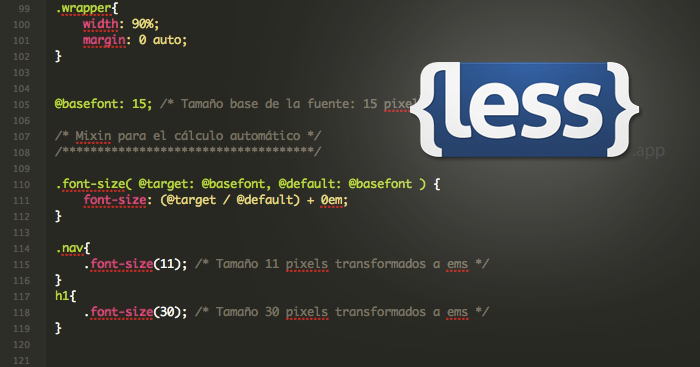 99 .wrapper{
100 width: 90%;
101 margin: 0 auto;
102 }
103
104
105 @basefont: 15; /* Tamaño base de la fuente: 15 pixel
106
107 /* Mixin para el cálculo automático */
108 /**********************************/
109
110 .font-size( @target: @basefont, @default: @basefont ) {
111 font-size: (@target / @default) + 0em;
112 }
113
114 .nav{
115 .font-size(11); /* Tamaño 11 pixels transformados a ems */
116 }
117 h1{
118 .font-size(30); /* Tamaño 30 pixels transformados a ems */
119 }
120
121
{less}
.app